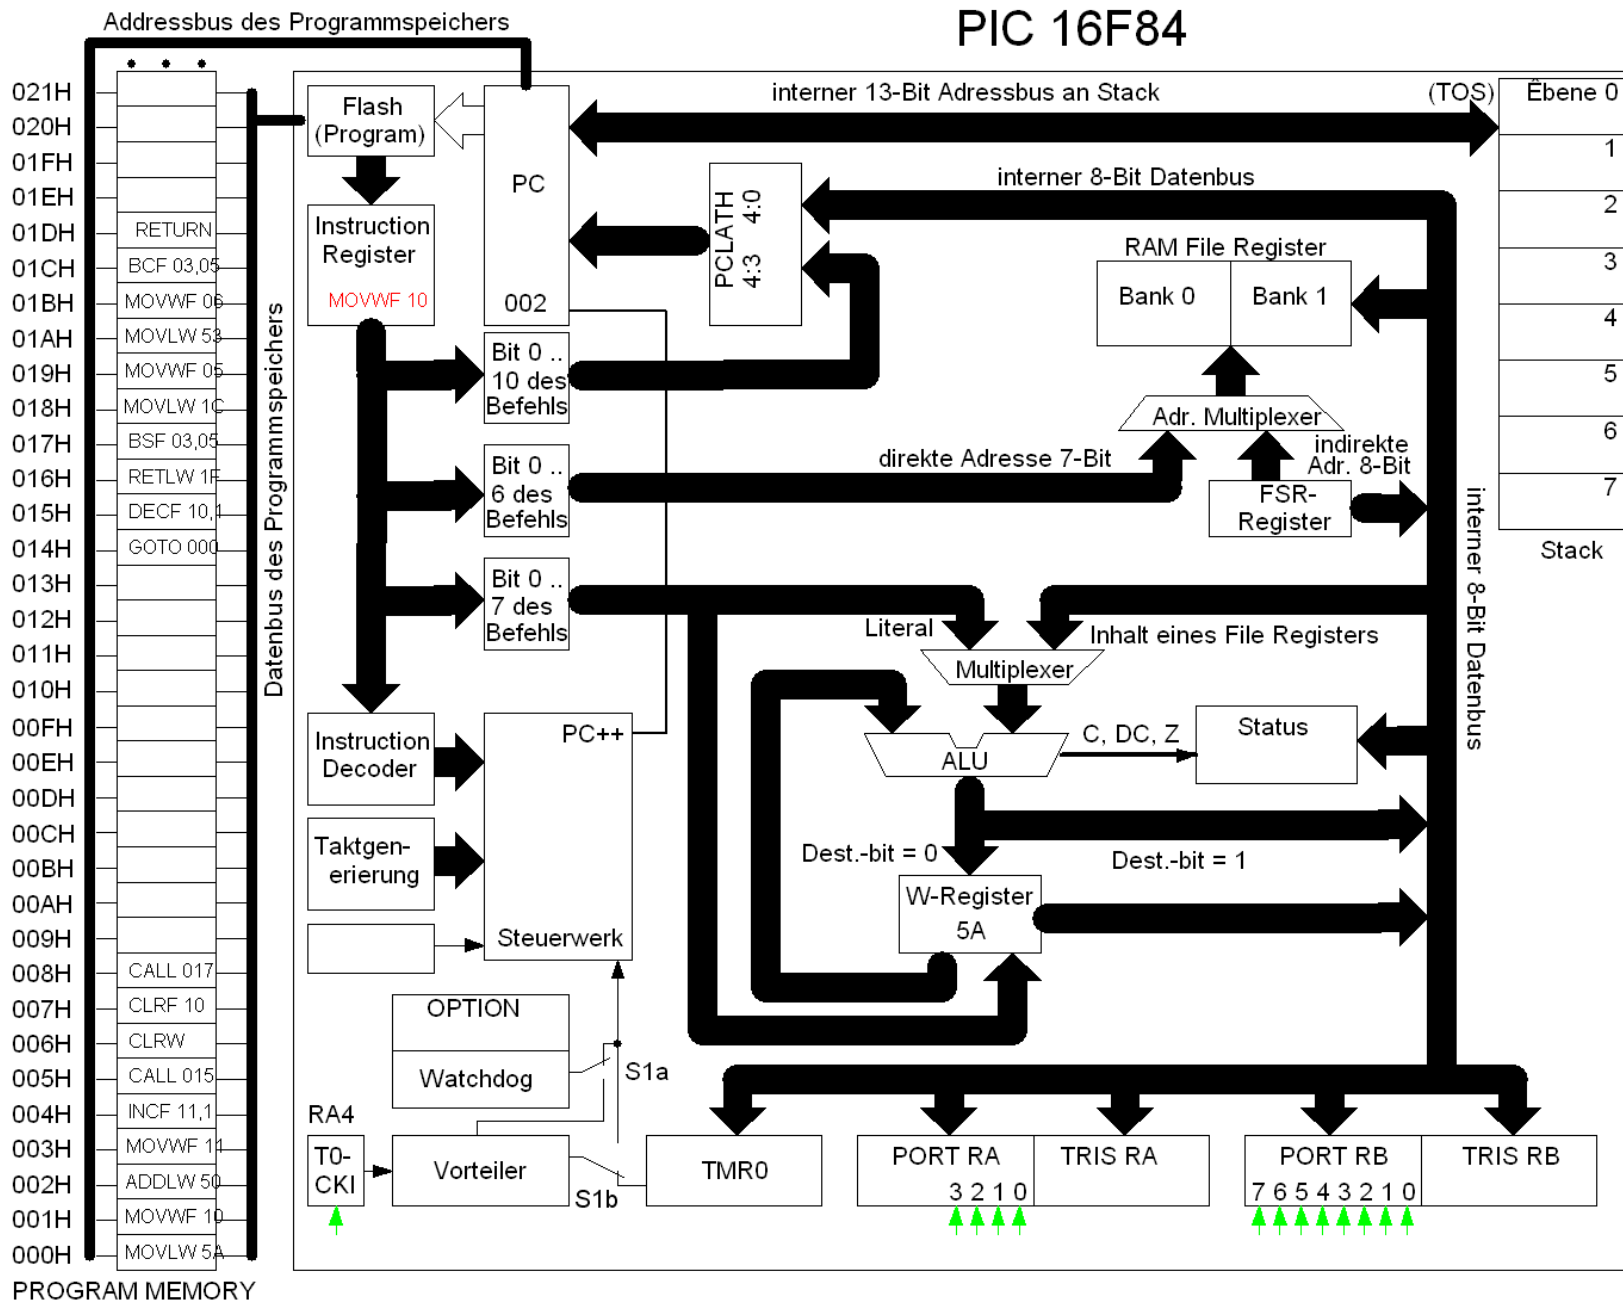 Addressbus des Programmspeichers
PIC 16F84
021H
020H
01FH
01EH
01DH RETURN
01CH BCF 03,05
01BH MOVWF 06
01AH MOVLW 53
019H MOVWF 05
018H MOVLW 1C
017H BSF 03,05
016H RETLW 1F
015H DECF 10,1
014H GOTO 000
013H
012H
011H
010H
00FH
00EH
00DH
00CH
00BH
00AH
009H
008H CALL 017
007H CLRF 10
006H CLRW
005H CALL 015
004H INCF 11,1
003H MOVWF 11
002H ADDLW 50
001H MOVWF 10
000H MOVLW 5A
PROGRAM MEMORY
Datenbus des Programmspeichers
Flash
(Program)
Instruction
Register
MOVWF 10
PC
002
interner 13-Bit Adressbus an Stack
(TOS)
Ebene 0
1
2
3
4
5
6
7
Stack
PCLATH
4:3 4:0
interner 8-Bit Datenbus
RAM File Register
Bank 0
Bank 1
Adr. Multiplexer
Bit 0 ..
10 des
Befehls
Bit 0 ..
6 des
Befehls
direkte Adresse 7-Bit
indirekte
Adr. 8-Bit
FSR-
Register
interner 8-Bit Datenbus
Bit 0 ..
7 des
Befehls
Literal
Inhalt eines File Registers
Multiplexer
ALU
C, DC, Z
Status
Dest.-bit = 0
Dest.-bit = 1
W-Register
5A
Instruction
Decoder
PC++
Taktgen-
erierung
Steuerwerk
OPTION
Watchdog
S1a
RA4
T0-
CKI
Vorteiler
S1b
TMR0
PORT RA
3 2 1 0
TRIS RA
PORT RB
7 6 5 4 3 2 1 0
TRIS RB